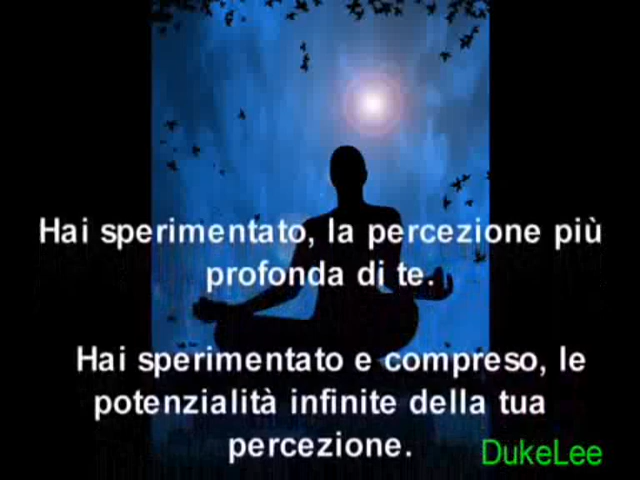 Hai sperimentato, la percezione più
profonda di te.
Hai sperimentato e compreso, le
potenzialità infinite della tua
percezione.
DukeLee